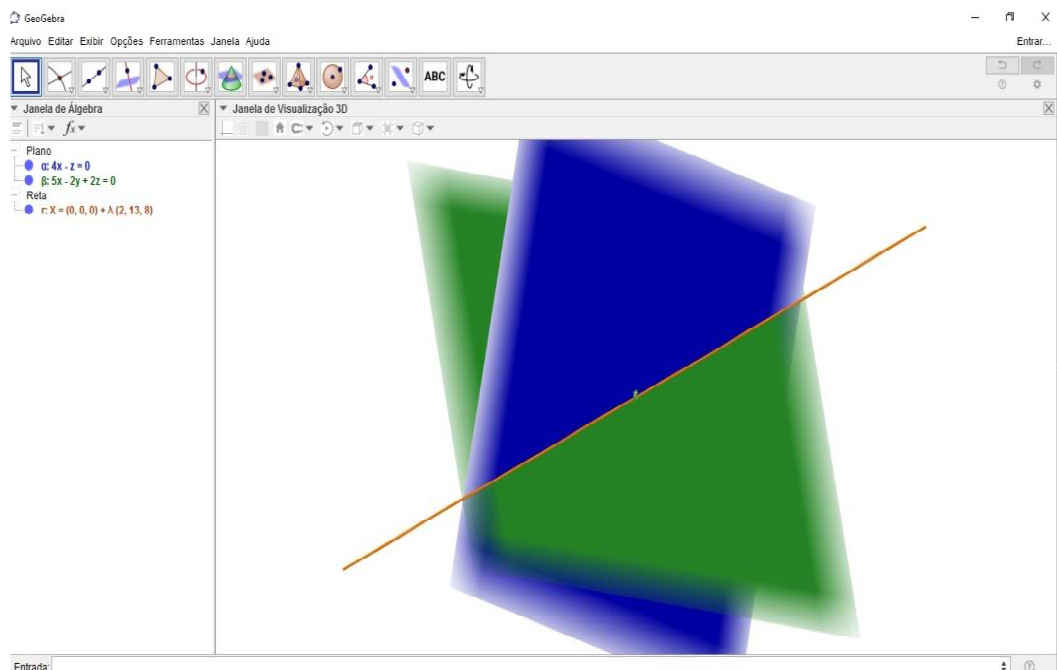 GeoGebra
Arquivo Editar Exibir Opções Ferramentas Janela Ajuda
Entrar...
ABC
Janela de Álgebra
Janela de Visualização 3D
Plano
α: 4x - z = 0
β: 5x - 2y + 2z = 0
Reta
r: X = (0, 0, 0) + λ (2, 13, 8)
Entrada: